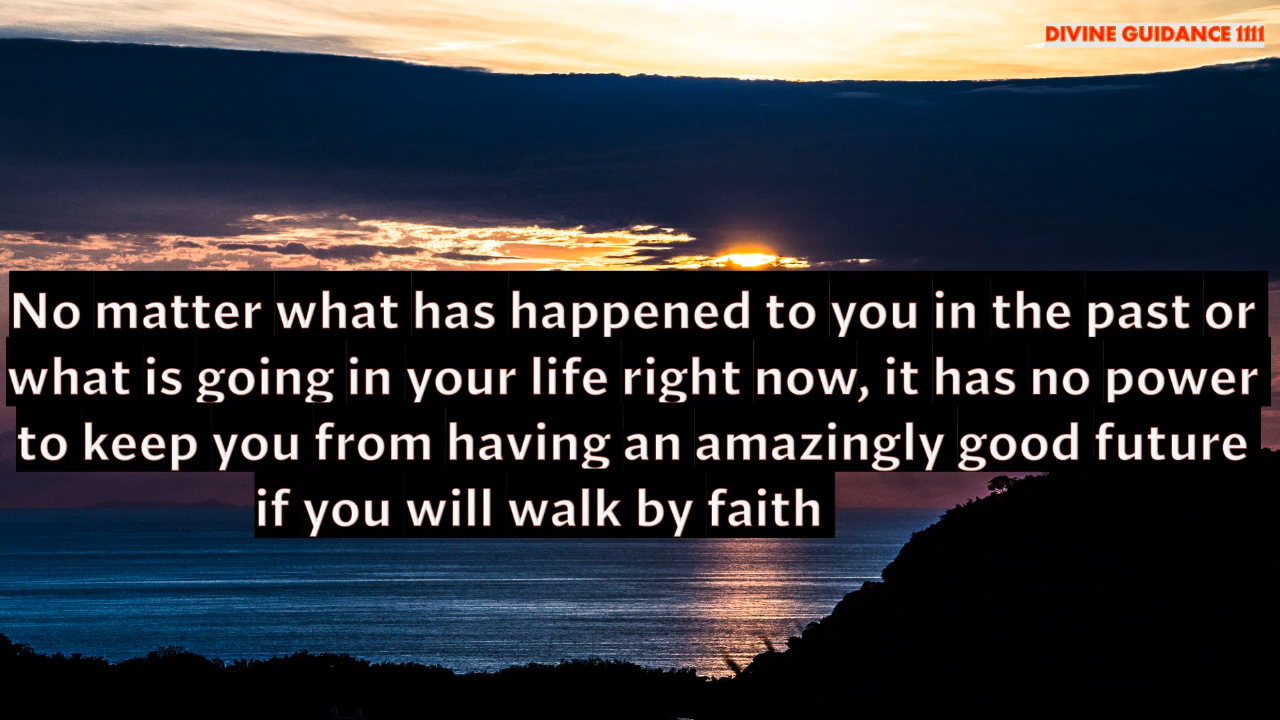 DIVINE GUIDANCE 1111
No matter what has happened to you in the past or
what is going in your life right now, it has no power
to keep you from having an amazingly good future
if you will walk by faith